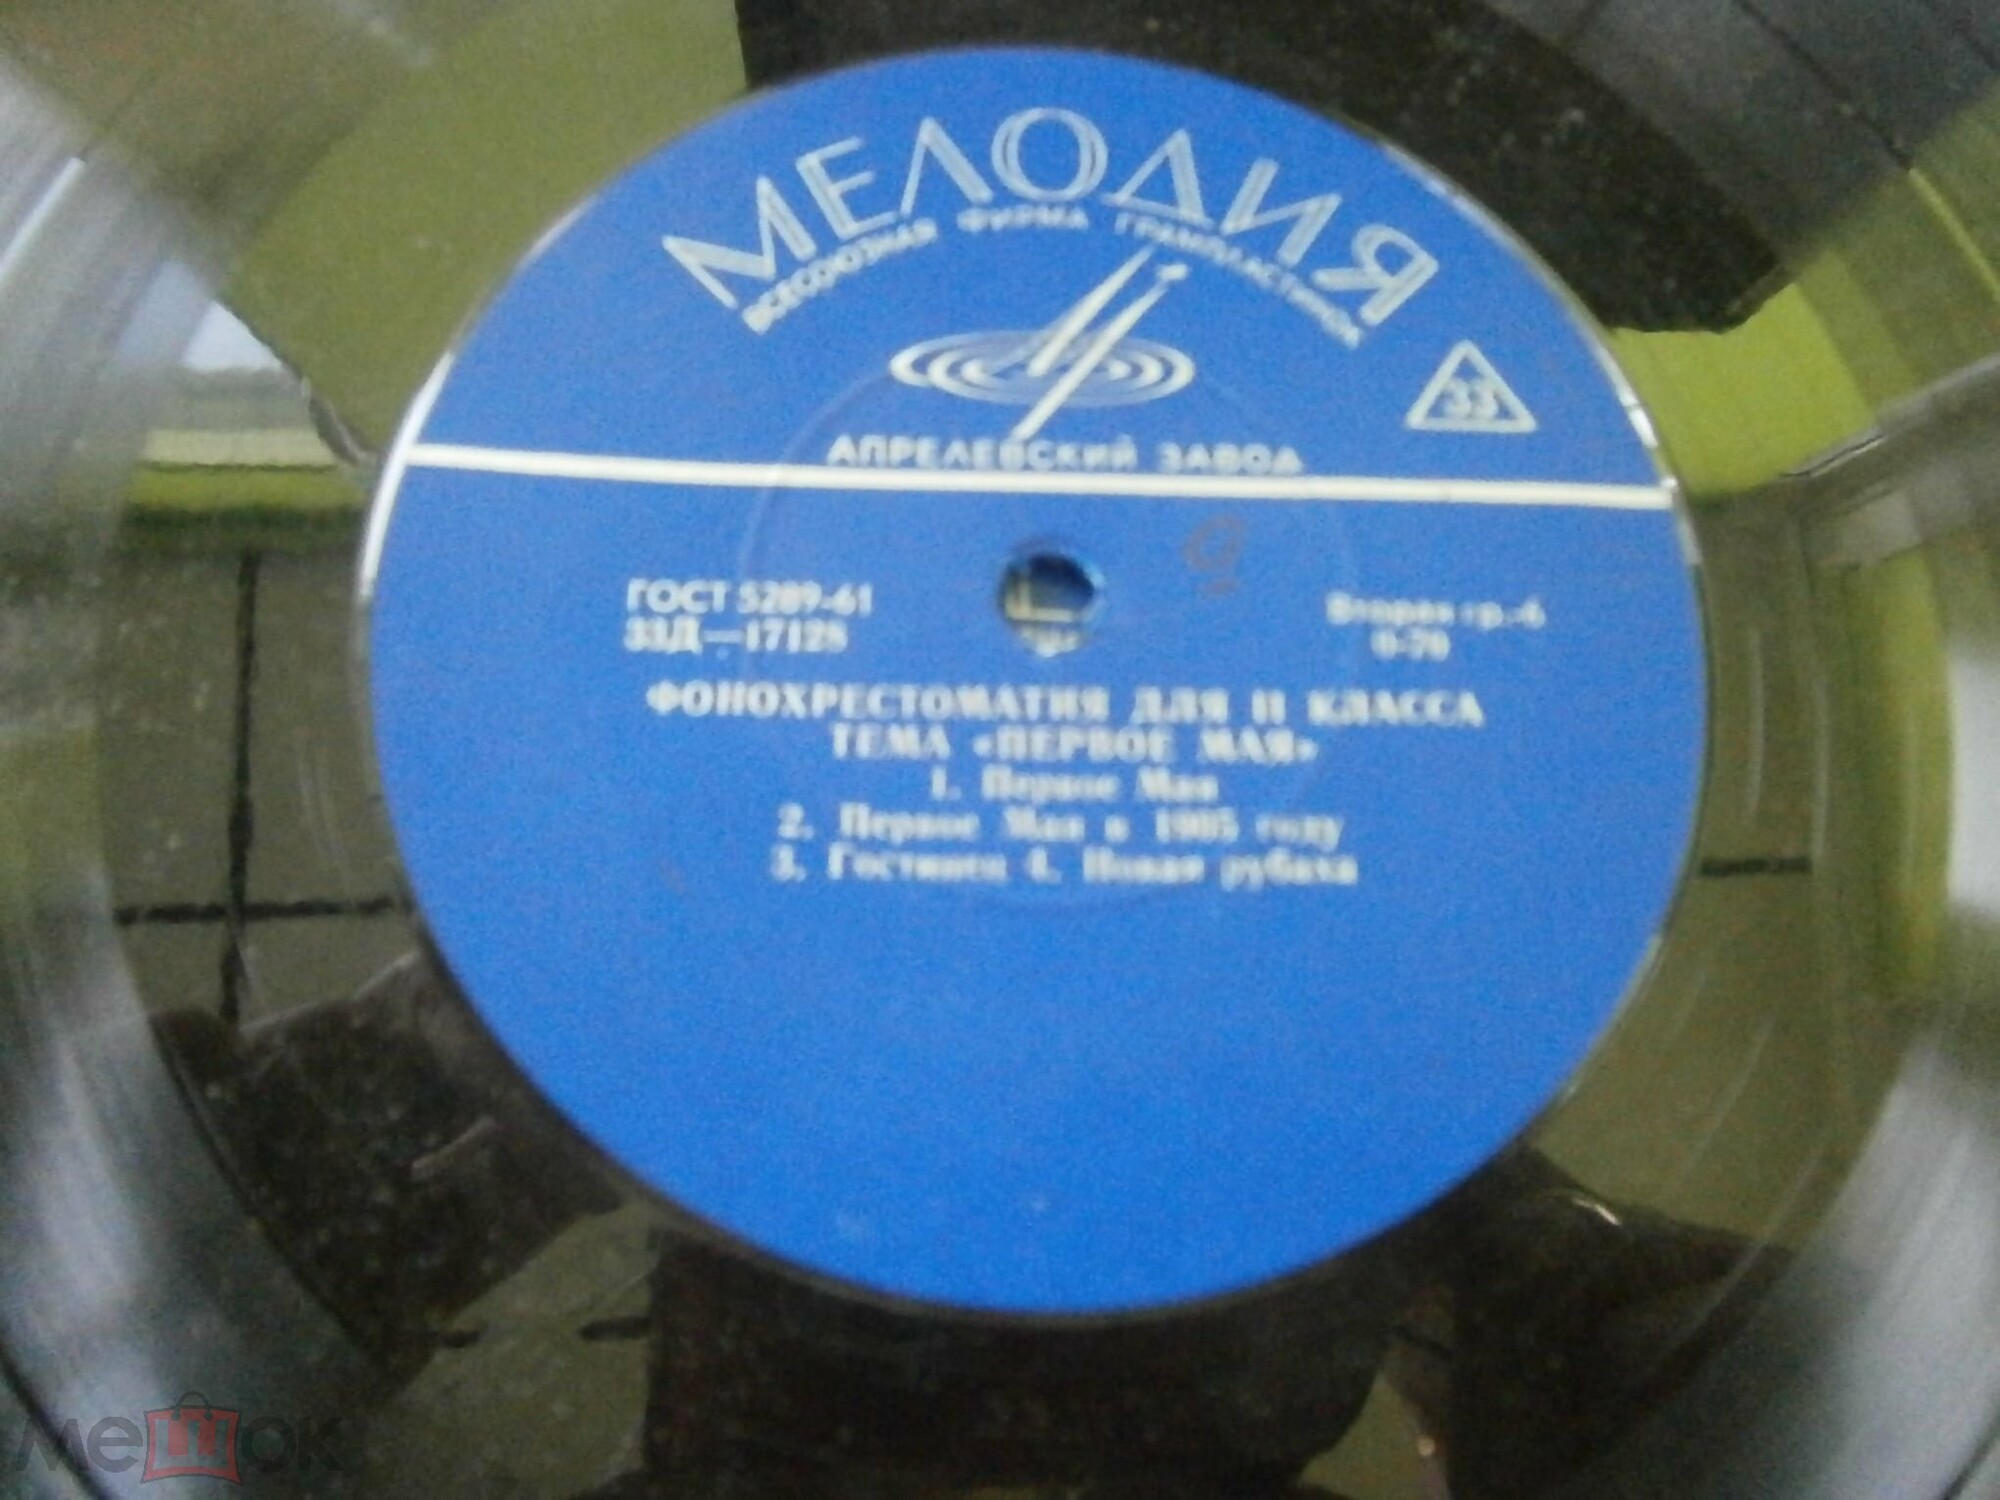 МЕЛОДИЯ
ВСЕСОЮЗНАЯ ФИРМА ГРАМПЛАСТИНОК
33
АПРЕЛЕВСКИЙ ЗАВОД
ГОСТ 5289-61
33Д—17128
Вторая гр.-6
0-70
ФОНОХРЕСТОМАТИЯ ДЛЯ II КЛАССА
ТЕМА «ПЕРВОЕ МАЯ»
1. Первое Мая
2. Первое Мая в 1905 году
3. Гостинец 4. Новая рубаха
мешок